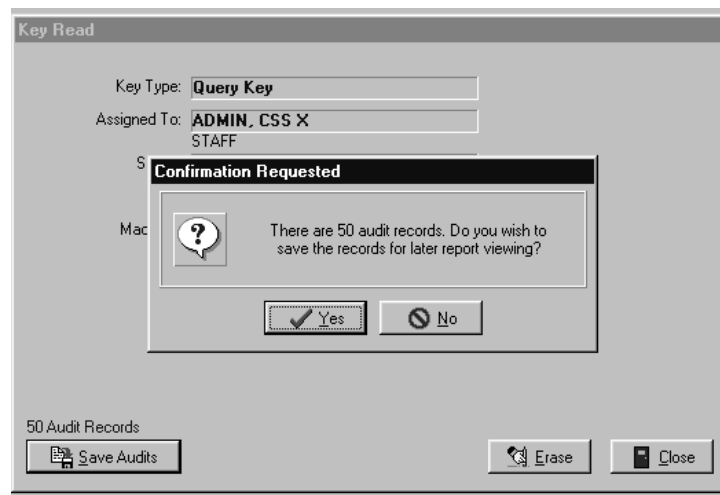 Key Read
Key Type: Query Key
Assigned To: ADMIN, CSS X
STAFF
S
Confirmation Requested
Mac
There are 50 audit records. Do you wish to
save the records for later report viewing?
Yes
No
50 Audit Records
Save Audits
Erase
Close